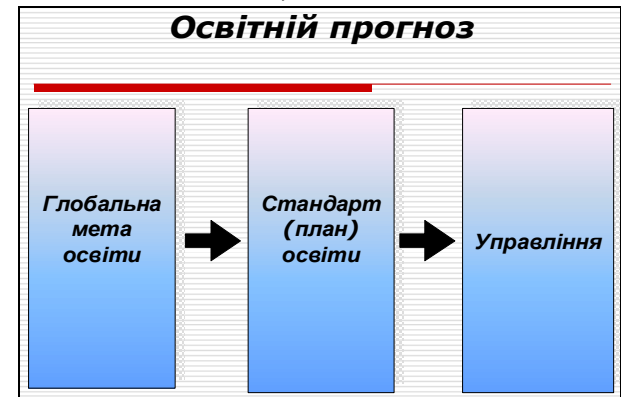 Освітній прогноз
Глобальна
мета
освіти
Стандарт
(план)
освіти
Управління